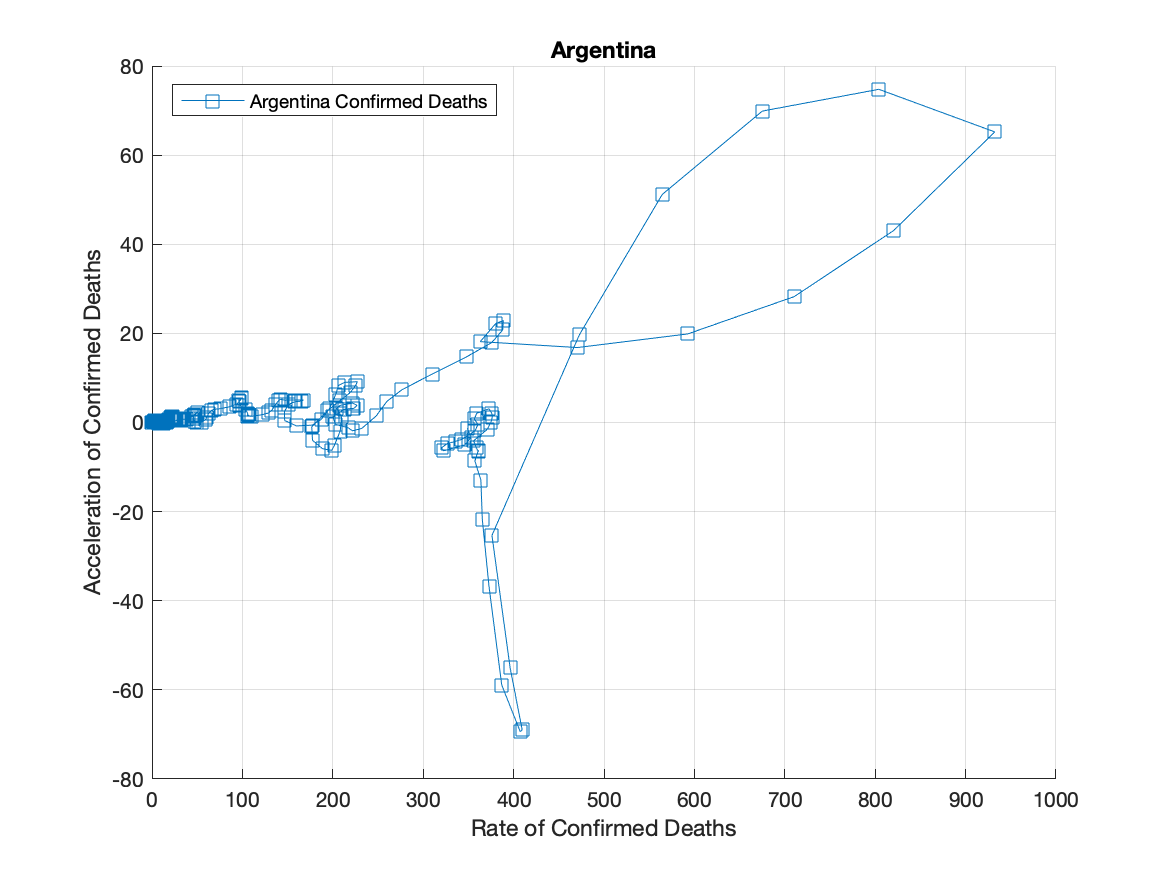 Argentina
Argentina Confirmed Deaths
Acceleration of Confirmed Deaths
80
60
40
20
0
-20
-40
-60
-80
0 100 200 300 400 500 600 700 800 900 1000
Rate of Confirmed Deaths